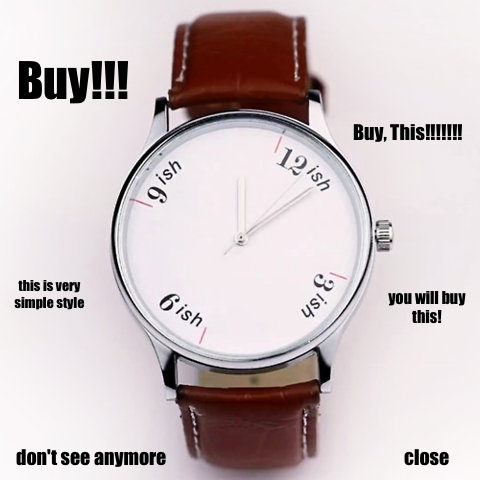 Buy!!!
Buy, This!!!!!!!
12ish
9ish
3ish
6ish
this is very
simple style
you will buy
this!
don't see anymore
close